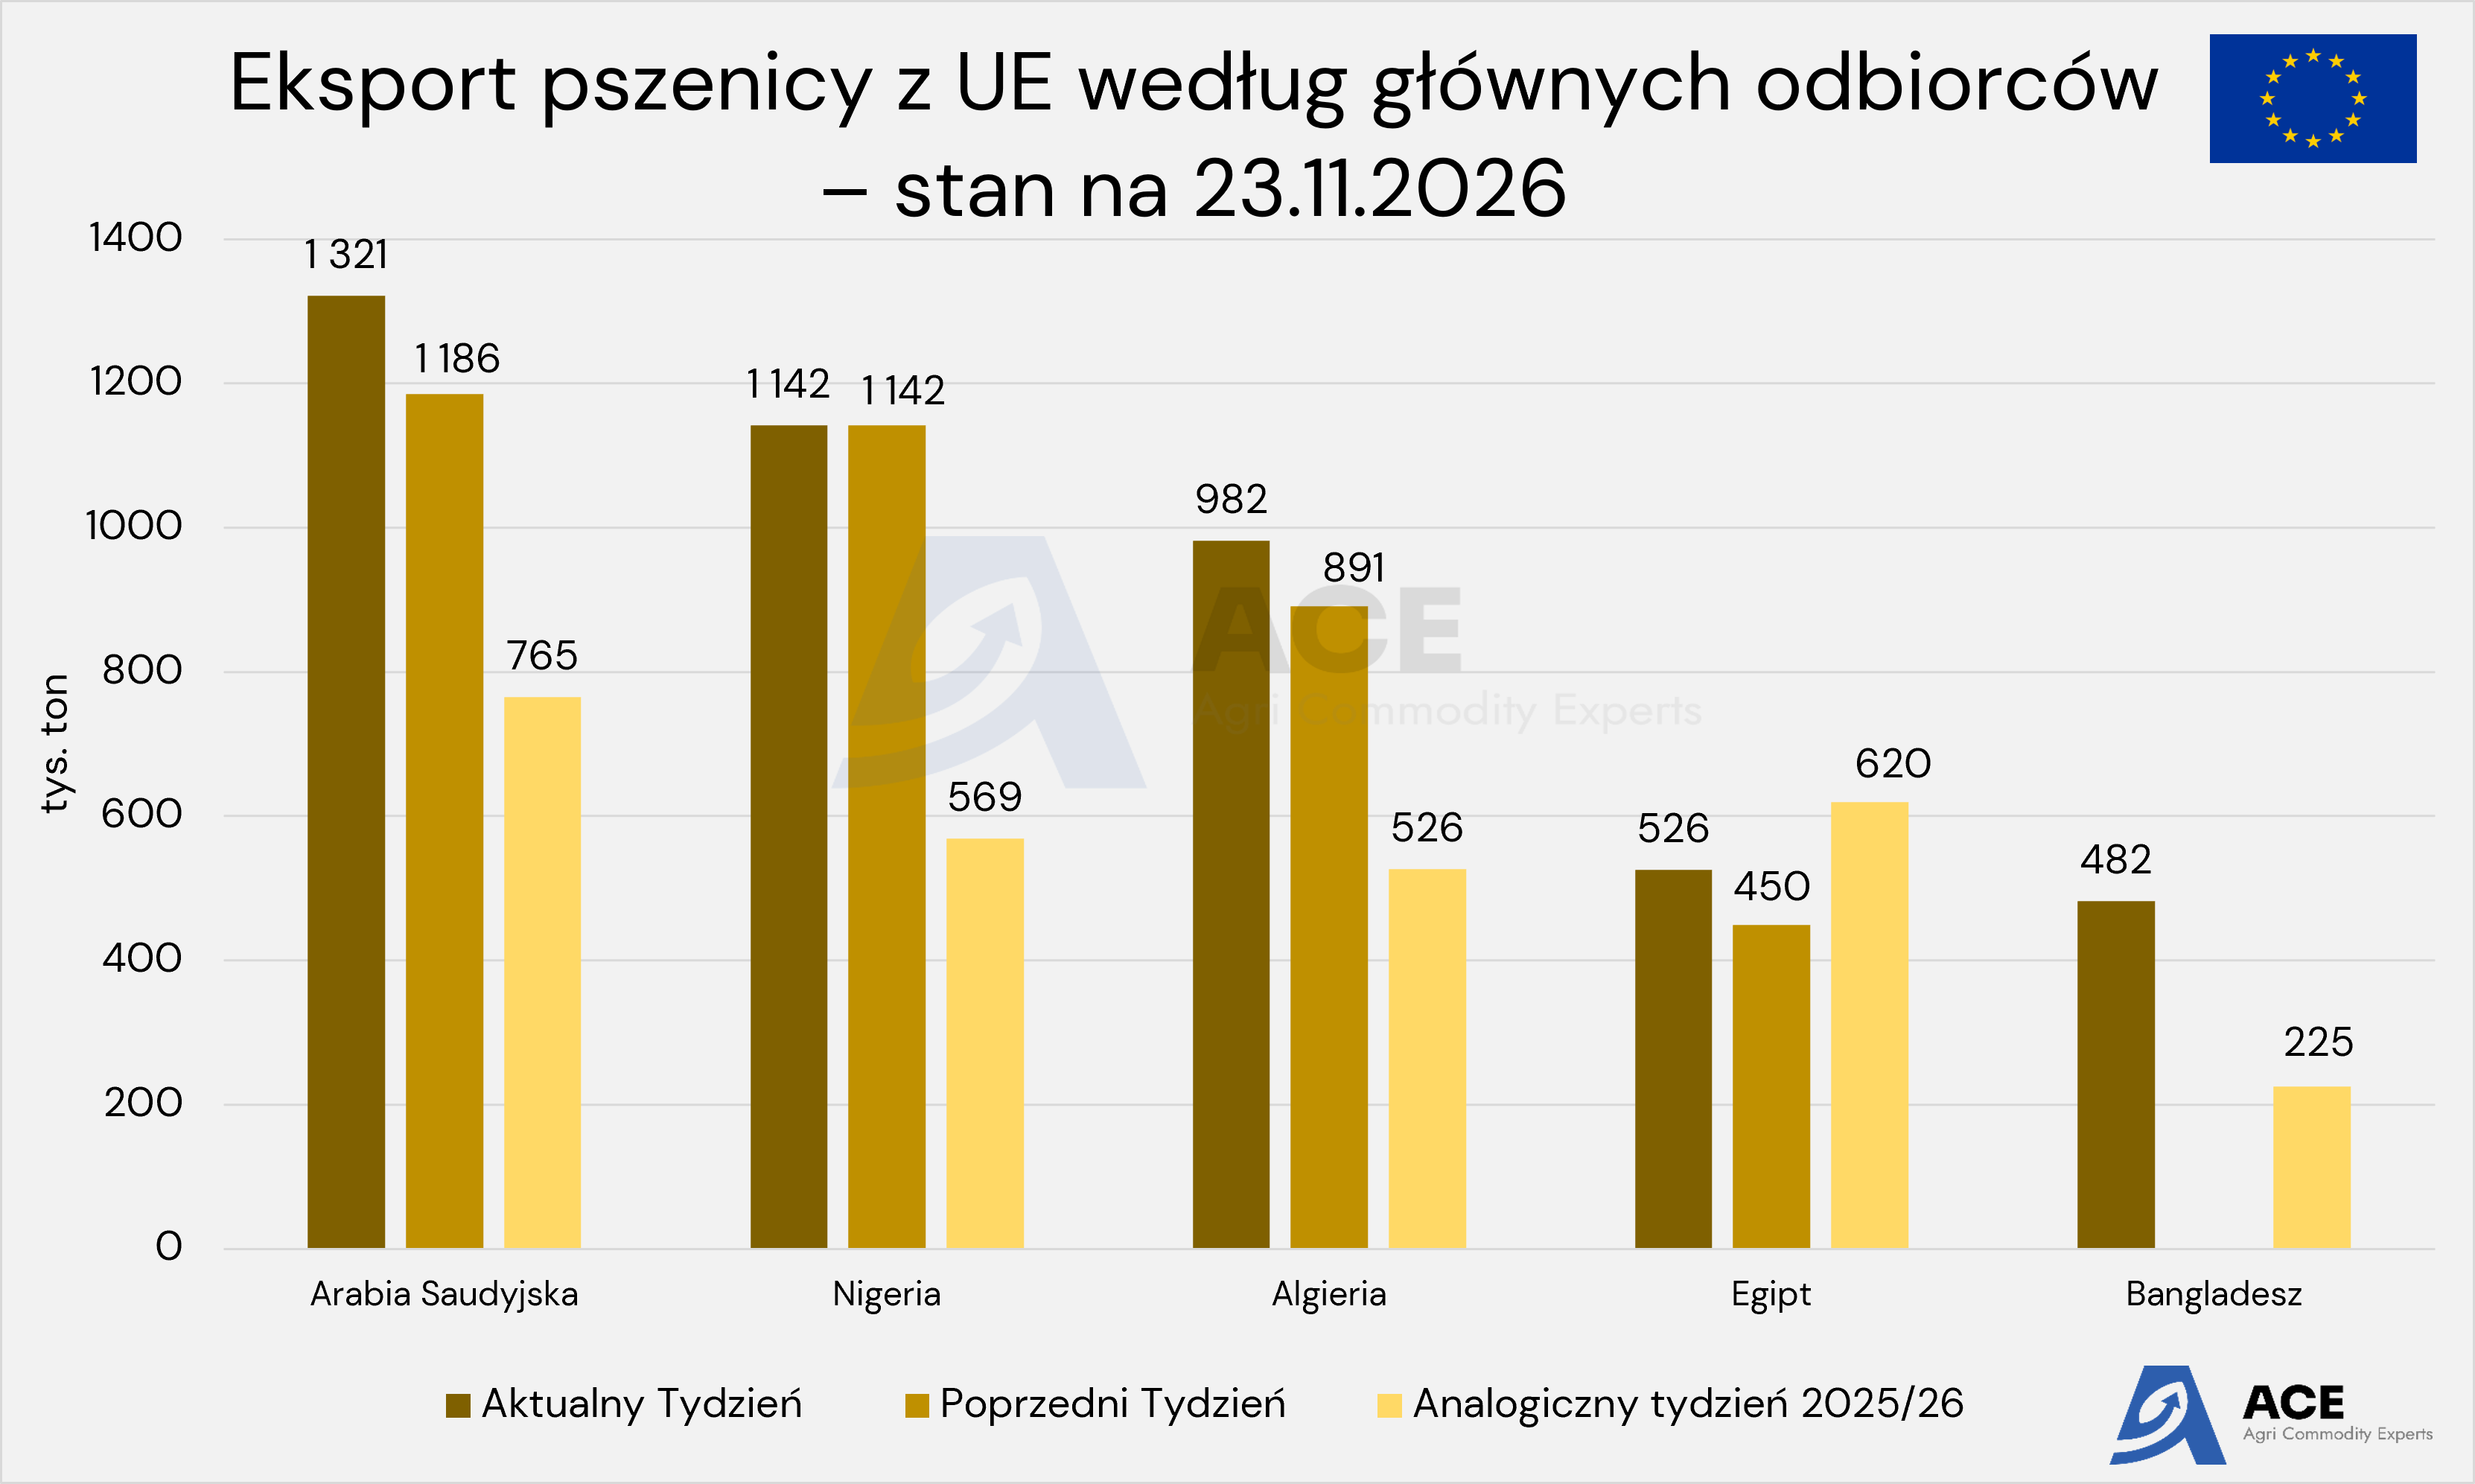 Eksport pszenicy z UE według głównych odbiorców
– stan na 23.11.2026
tys. ton
1400
1200
1000
800
600
400
200
0
1 321
1 186
765
1 142
1 142
569
982
891
526
526
450
620
482
225
ACE
Agri Commodity Experts
Arabia Saudyjska
Nigeria
Algieria
Egipt
Bangladesz
Aktualny Tydzień
Poprzedni Tydzień
Analogiczny tydzień 2025/26
ACE
Agri Commodity Experts